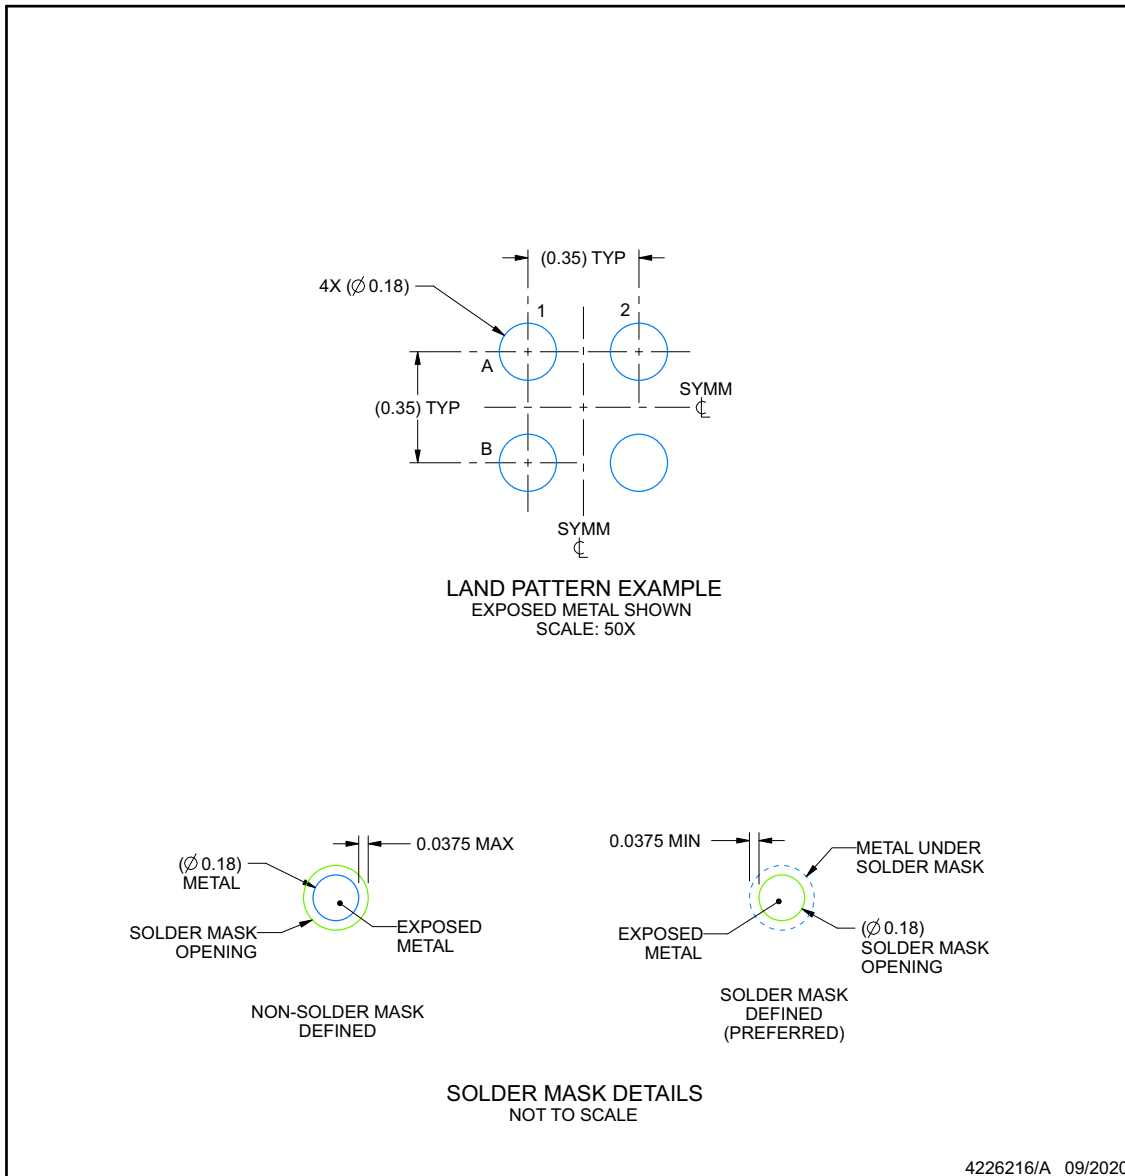 (0.35) TYP
4X (∅ 0.18)
1
2
A
SYMM
℄
(0.35) TYP
B
SYMM
℄
LAND PATTERN EXAMPLE
EXPOSED METAL SHOWN
SCALE: 50X
0.0375 MAX
(∅ 0.18)
METAL
SOLDER MASK
OPENING
EXPOSED
METAL
NON-SOLDER MASK
DEFINED
0.0375 MIN
METAL UNDER
SOLDER MASK
EXPOSED
METAL
(∅ 0.18)
SOLDER MASK
OPENING
SOLDER MASK
DEFINED
(PREFERRED)
SOLDER MASK DETAILS
NOT TO SCALE
4226216/A 09/2020